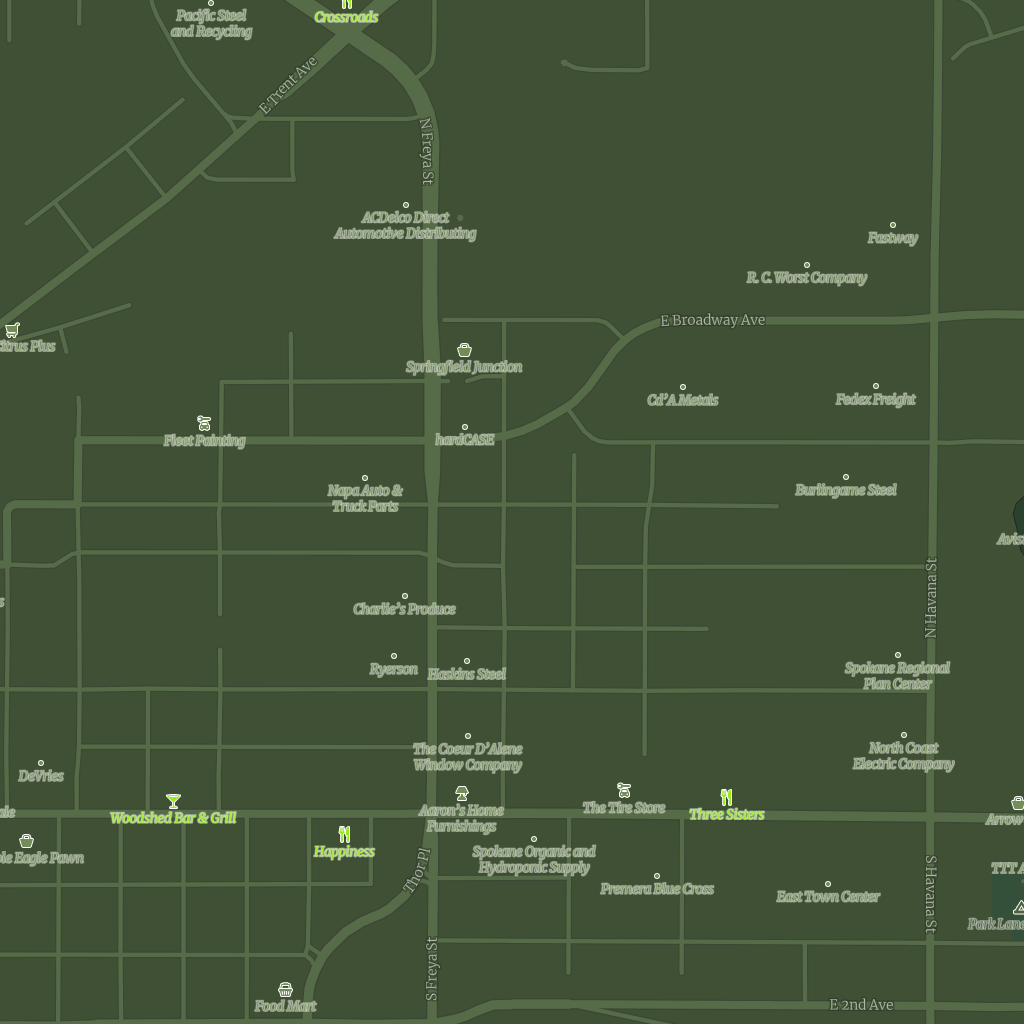 Pacific Steel
and Recycling
Crossroads
E Trent Ave
N Freya St
ACDelco Direct
Automotive Distributing
Fastway
R. C. Worst Company
E Broadway Ave
Citrus Plus
Springfield Junction
Cd'A Metals
Fedex Freight
Fleet Painting
hardCASE
Napa Auto &
Truck Parts
Burlingame Steel
Avis
N Havana St
Charlie's Produce
Ryerson
Haskins Steel
Spokane Regional
Plan Center
The Coeur D'Alene
Window Company
North Coast
Electric Company
DeVries
Woodshed Bar & Grill
Aaron's Home
Furnishings
The Tire Store
Three Sisters
Arrow
Happiness
le Eagle Pawn
Spokane Organic and
Hydroponic Supply
Thor Pl
Premera Blue Cross
East Town Center
S Havana St
TTT A
Park Lane
S Freya St
Food Mart
E 2nd Ave